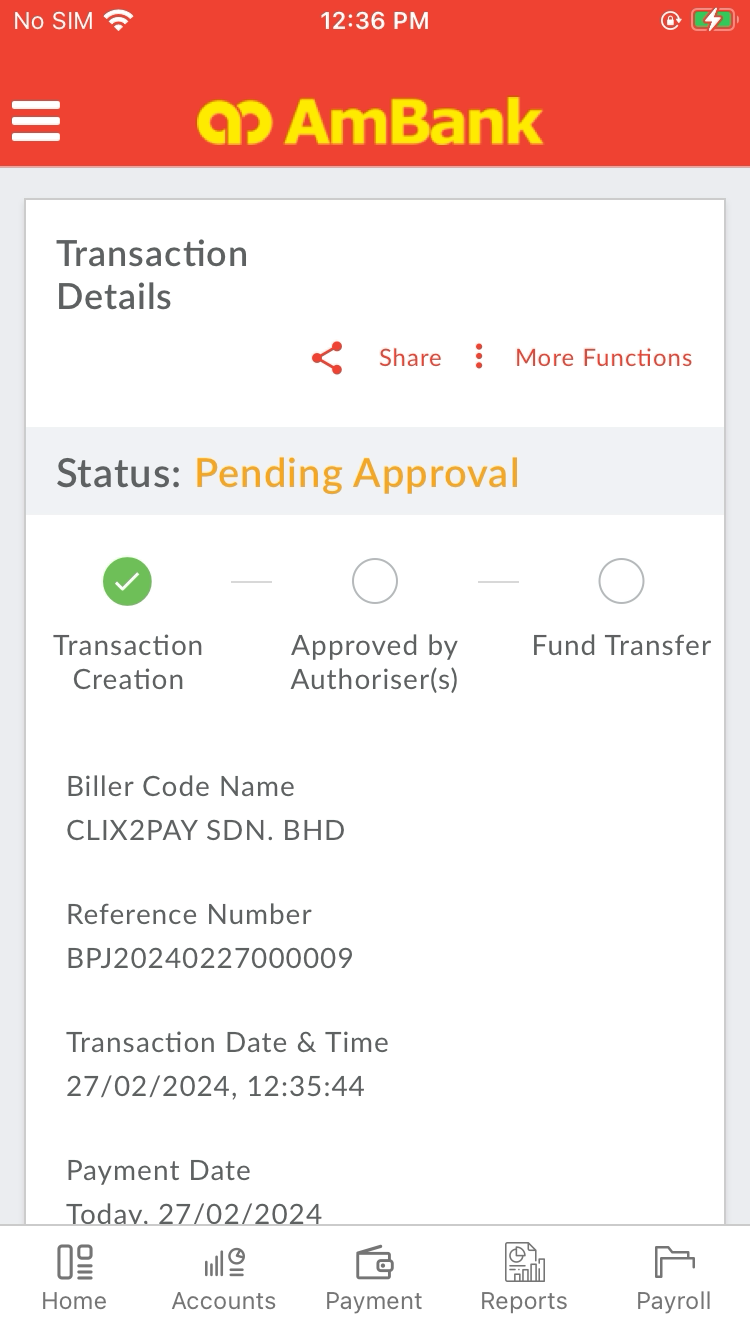 No SIM 12:36 PM
AmBank
Transaction
Details
Share More Functions
Status: Pending Approval
Transaction Approved by Fund Transfer
Creation Authoriser(s)
Biller Code Name
CLIX2PAY SDN. BHD
Reference Number
BPJ20240227000009
Transaction Date & Time
27/02/2024, 12:35:44
Payment Date
Today, 27/02/2024
Home Accounts Payment Reports Payroll